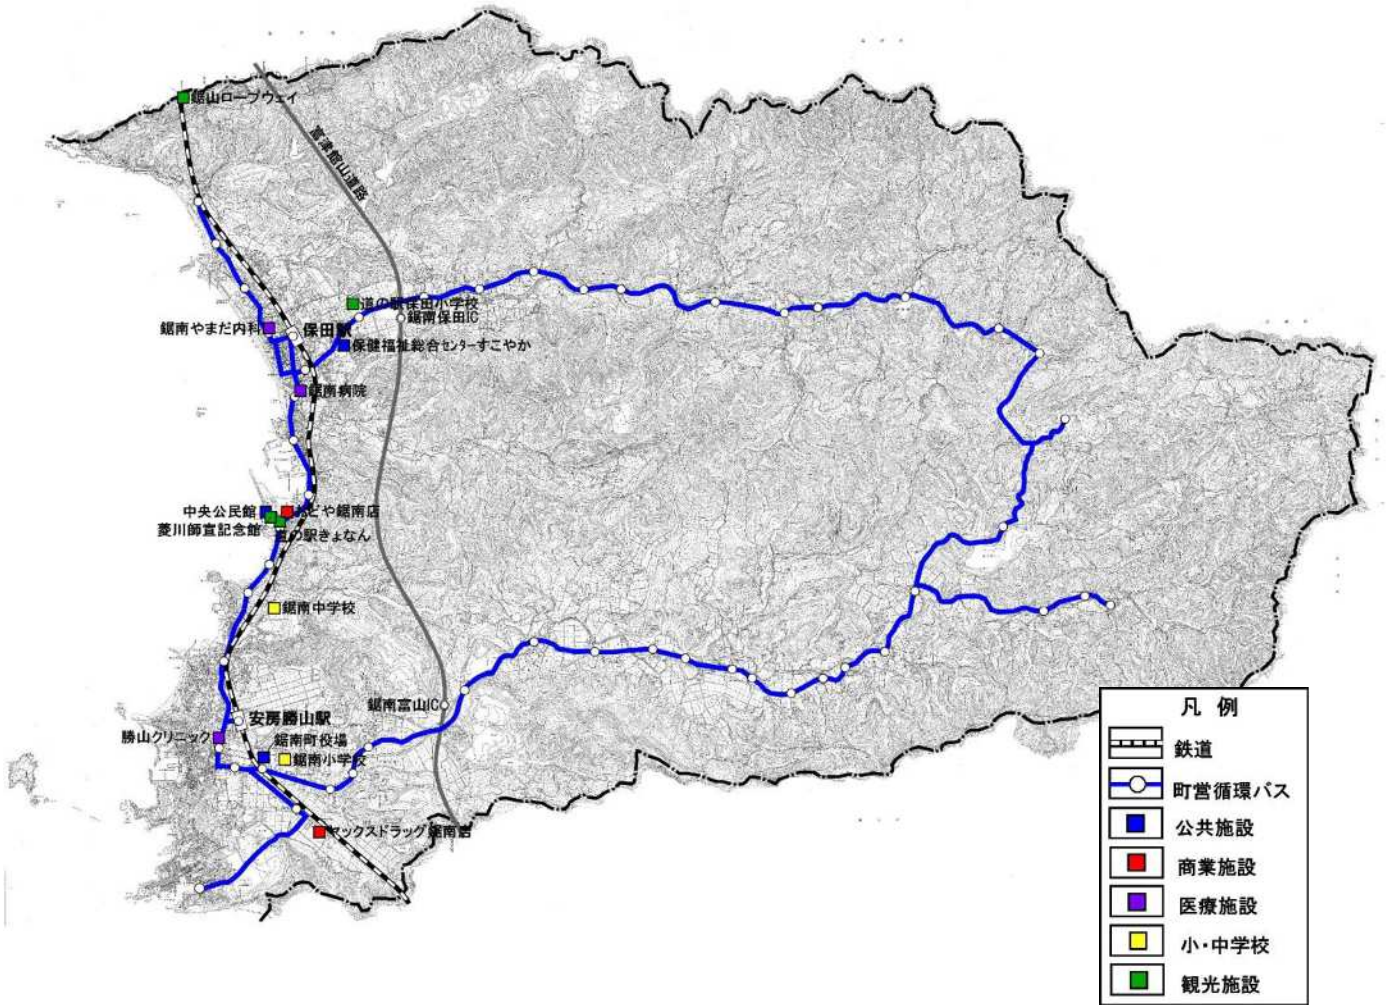 鋸山ロープウェイ
富津館山道路
道の駅保田小学校
鋸南保田IC
鋸南やまだ内科
保田駅
保健福祉総合センターすこやか
鋸南病院
中央公民館
おどや鋸南店
菱川師宣記念館
道の駅きょなん
鋸南中学校
鋸南富山IC
安房勝山駅
勝山クリニック
鋸南町役場
鋸南小学校
ヤックスドラッグ鋸南店
凡 例
鉄道
町営循環バス
公共施設
商業施設
医療施設
小・中学校
観光施設